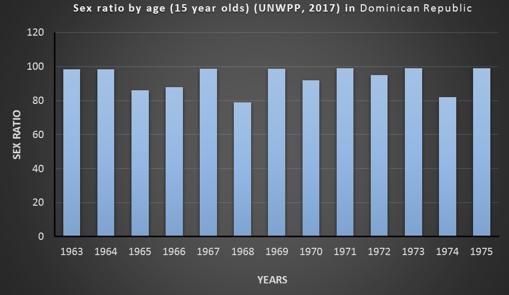 Sex ratio by age (15 year olds) (UNWPP, 2017) in Dominican Republic
120
100
80
60
40
20
0
SEX RATIO
1963 1964 1965 1966 1967 1968 1969 1970 1971 1972 1973 1974 1975
YEARS